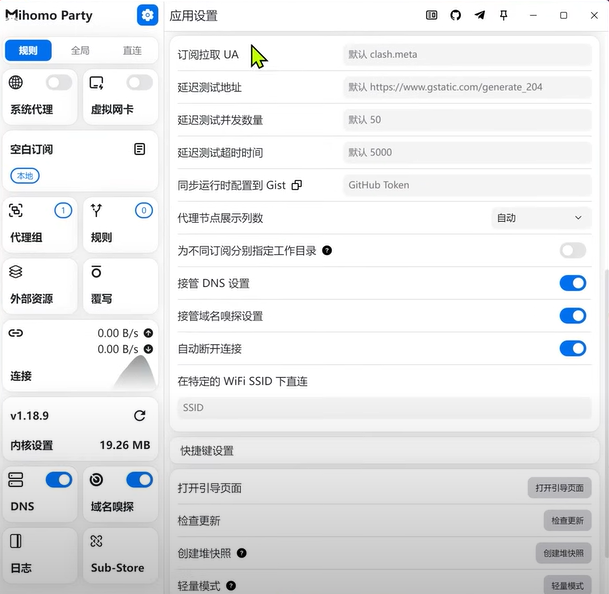 Mihomo Party
规则
全局
直连
系统代理
虚拟网卡
空白订阅
本地
1
代理组
0
规则
外部资源
覆写
0.00 B/s
0.00 B/s
连接
v1.18.9
内核设置
19.26 MB
DNS
域名嗅探
日志
Sub-Store
应用设置
订阅拉取 UA
默认 clash.meta
延迟测试地址
默认 https://www.gstatic.com/generate_204
延迟测试并发数量
默认 50
延迟测试超时时间
默认 5000
同步运行时配置到 Gist
GitHub Token
代理节点展示列数
自动
为不同订阅分别指定工作目录
接管 DNS 设置
接管域名嗅探设置
自动断开连接
在特定的 WiFi SSID 下直连
SSID
快捷键设置
打开引导页面
打开引导页面
检查更新
检查更新
创建堆快照
创建堆快照
轻量模式
轻量模式